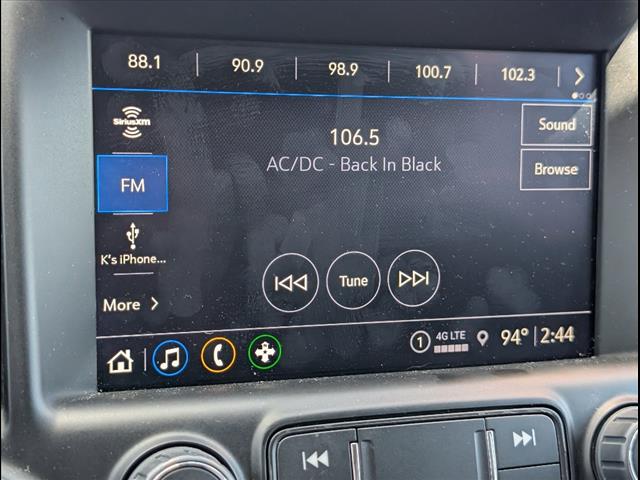 88.1 90.9 98.9 100.7 102.3
SiriusXM
106.5
Sound
AC/DC - Back In Black
Browse
FM
K's iPhone...
Tune
More
1 4G LTE 94° 2:44